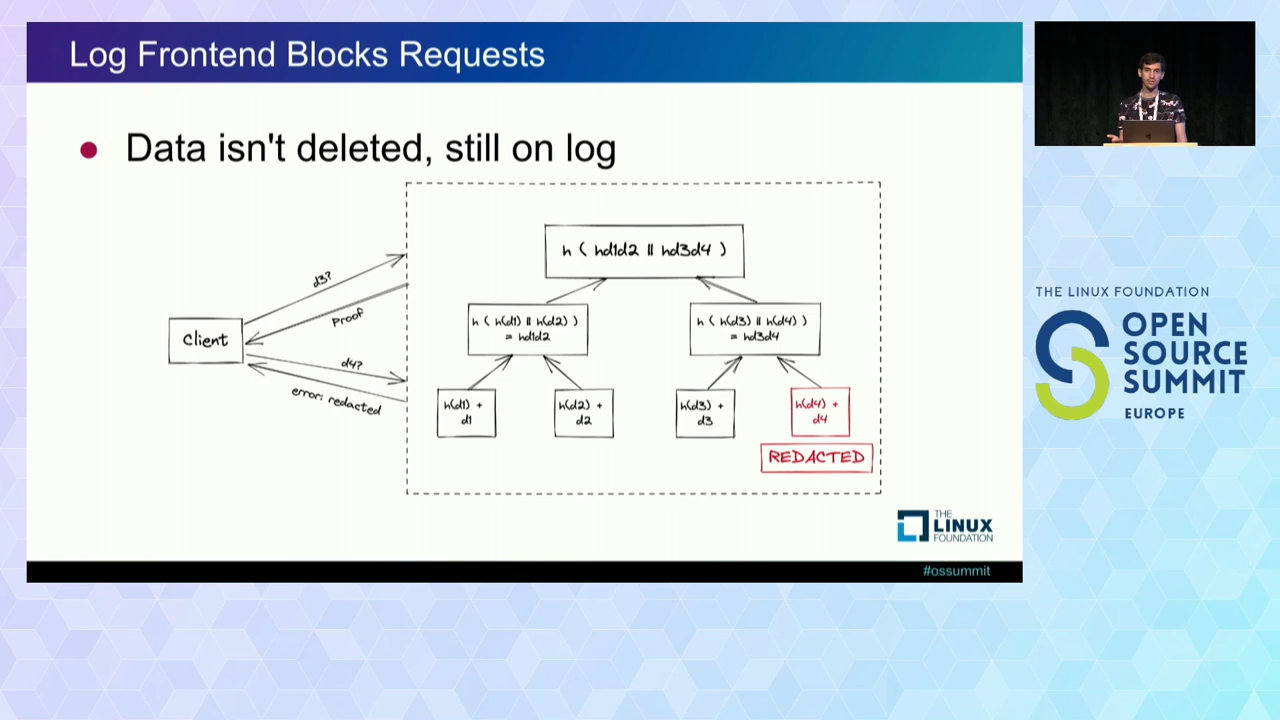 Log Frontend Blocks Requests
● Data isn't deleted, still on log
h ( hd1d2 || hd3d4 )
d3?
Proof
Client
d4?
error: redacted
h ( h(d1) || h(d2) )
= hd1d2
h ( h(d3) || h(d4) )
= hd3d4
h(d1) +
d1
h(d2) +
d2
h(d3) +
d3
h(d4) +
d4
REDACTED
THE
LINUX
FOUNDATION
#ossummit
THE LINUX FOUNDATION
OPEN
SOURCE
SUMMIT
EUROPE